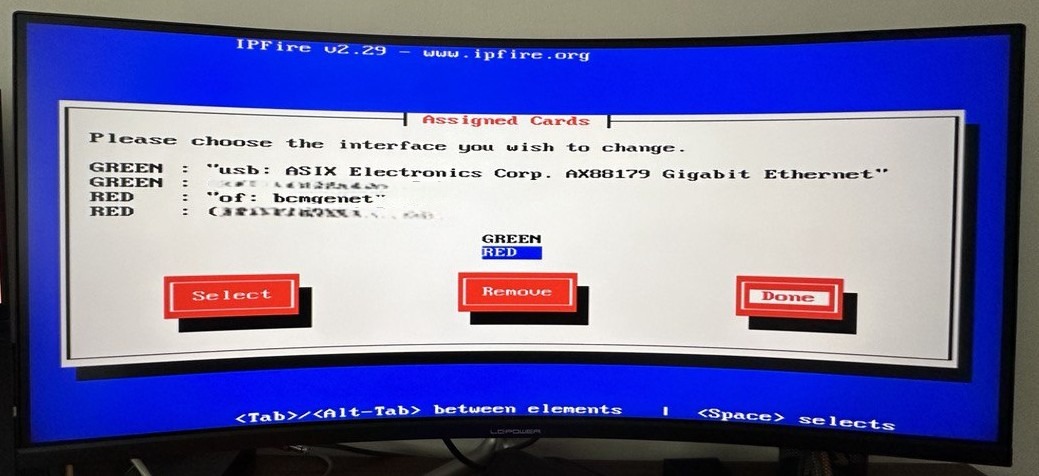 IPFire v2.29 - www.ipfire.org
Assigned Cards
Please choose the interface you wish to change.
GREEN : "usb: ASIX Electronics Corp. AX88179 Gigabit Ethernet"
GREEN :
RED : "of: bcmgenet"
RED : (
GREEN
RED
Select Remove Done
<Tab>/<Alt-Tab> between elements | <Space> selects